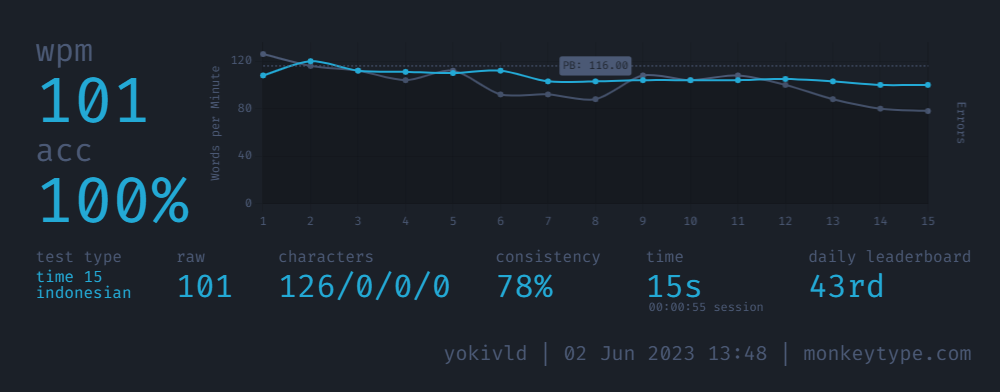 wpm
101
acc
100%
Words per Minute
120
80
40
0
PB: 116.00
1 2 3 4 5 6 7 8 9 10 11 12 13 14 15
Errors
test type
time 15
indonesian
raw
101
characters
126/0/0/0
consistency
78%
time
15s
00:00:55 session
daily leaderboard
43rd
yokivld | 02 Jun 2023 13:48 | monkeytype.com